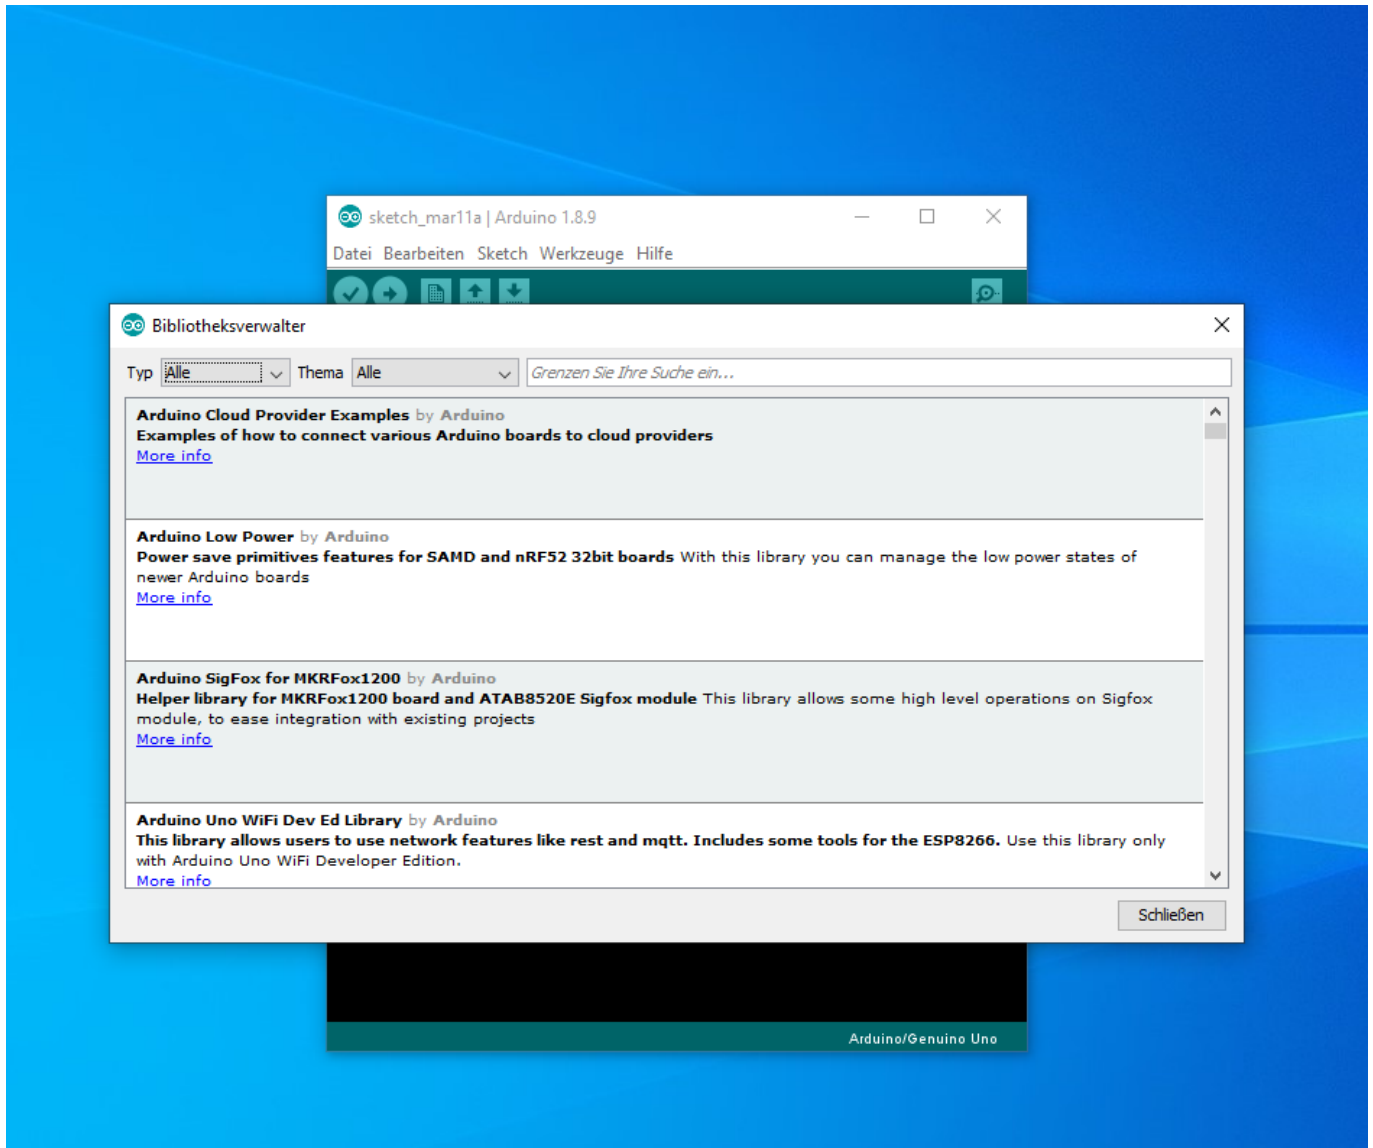 sketch_mar11a | Arduino 1.8.9
Datei Bearbeiten Sketch Werkzeuge Hilfe
Bibliotheksverwalter
Typ Alle Thema Alle Grenzen Sie Ihre Suche ein...
Arduino Cloud Provider Examples by Arduino
Examples of how to connect various Arduino boards to cloud providers
More info
Arduino Low Power by Arduino
Power save primitives features for SAMD and nRF52 32bit boards With this library you can manage the low power states of
newer Arduino boards
More info
Arduino SigFox for MKRFox1200 by Arduino
Helper library for MKRFox1200 board and ATAB8520E Sigfox module This library allows some high level operations on Sigfox
module, to ease integration with existing projects
More info
Arduino Uno WiFi Dev Ed Library by Arduino
This library allows users to use network features like rest and mqtt. Includes some tools for the ESP8266. Use this library only
with Arduino Uno WiFi Developer Edition.
More info
Schließen
Arduino/Genuino Uno